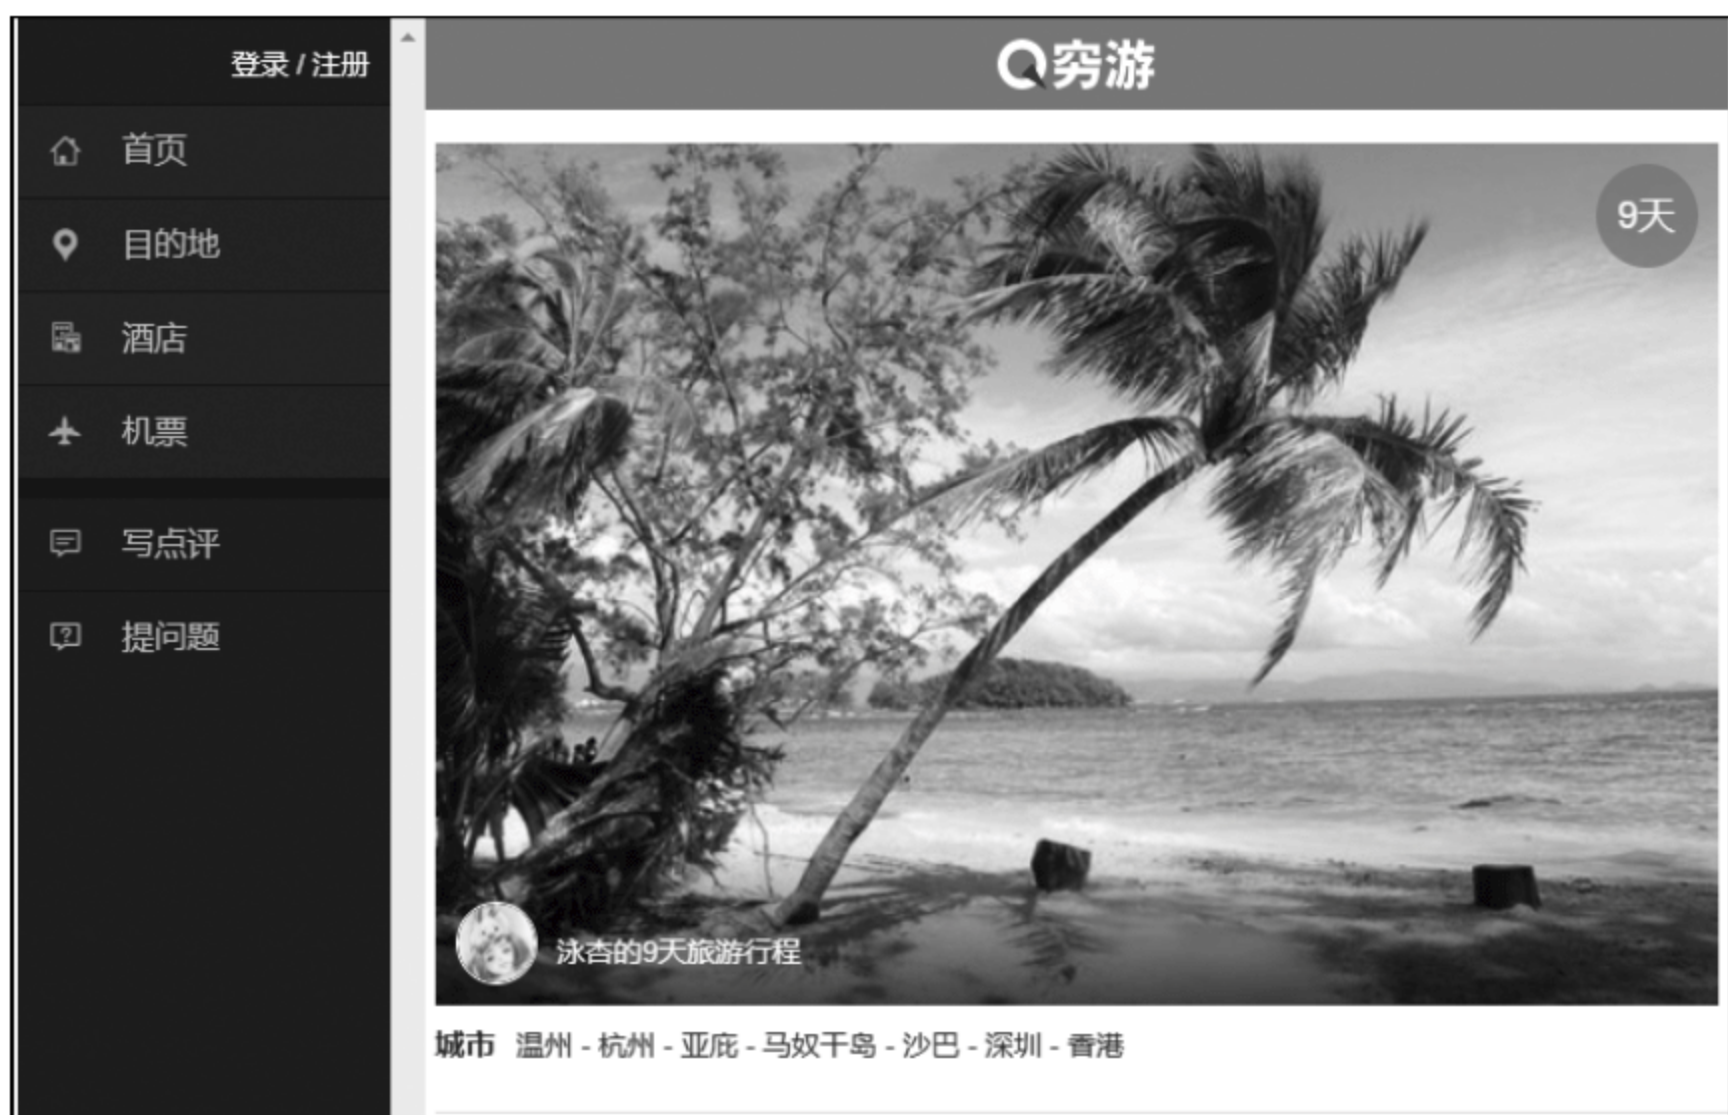 登录 / 注册
首页
目的地
酒店
机票
写点评
提问题
穷游
9天
泳杏的9天旅游行程
城市 温州 - 杭州 - 亚庇 - 马奴干岛 - 沙巴 - 深圳 - 香港